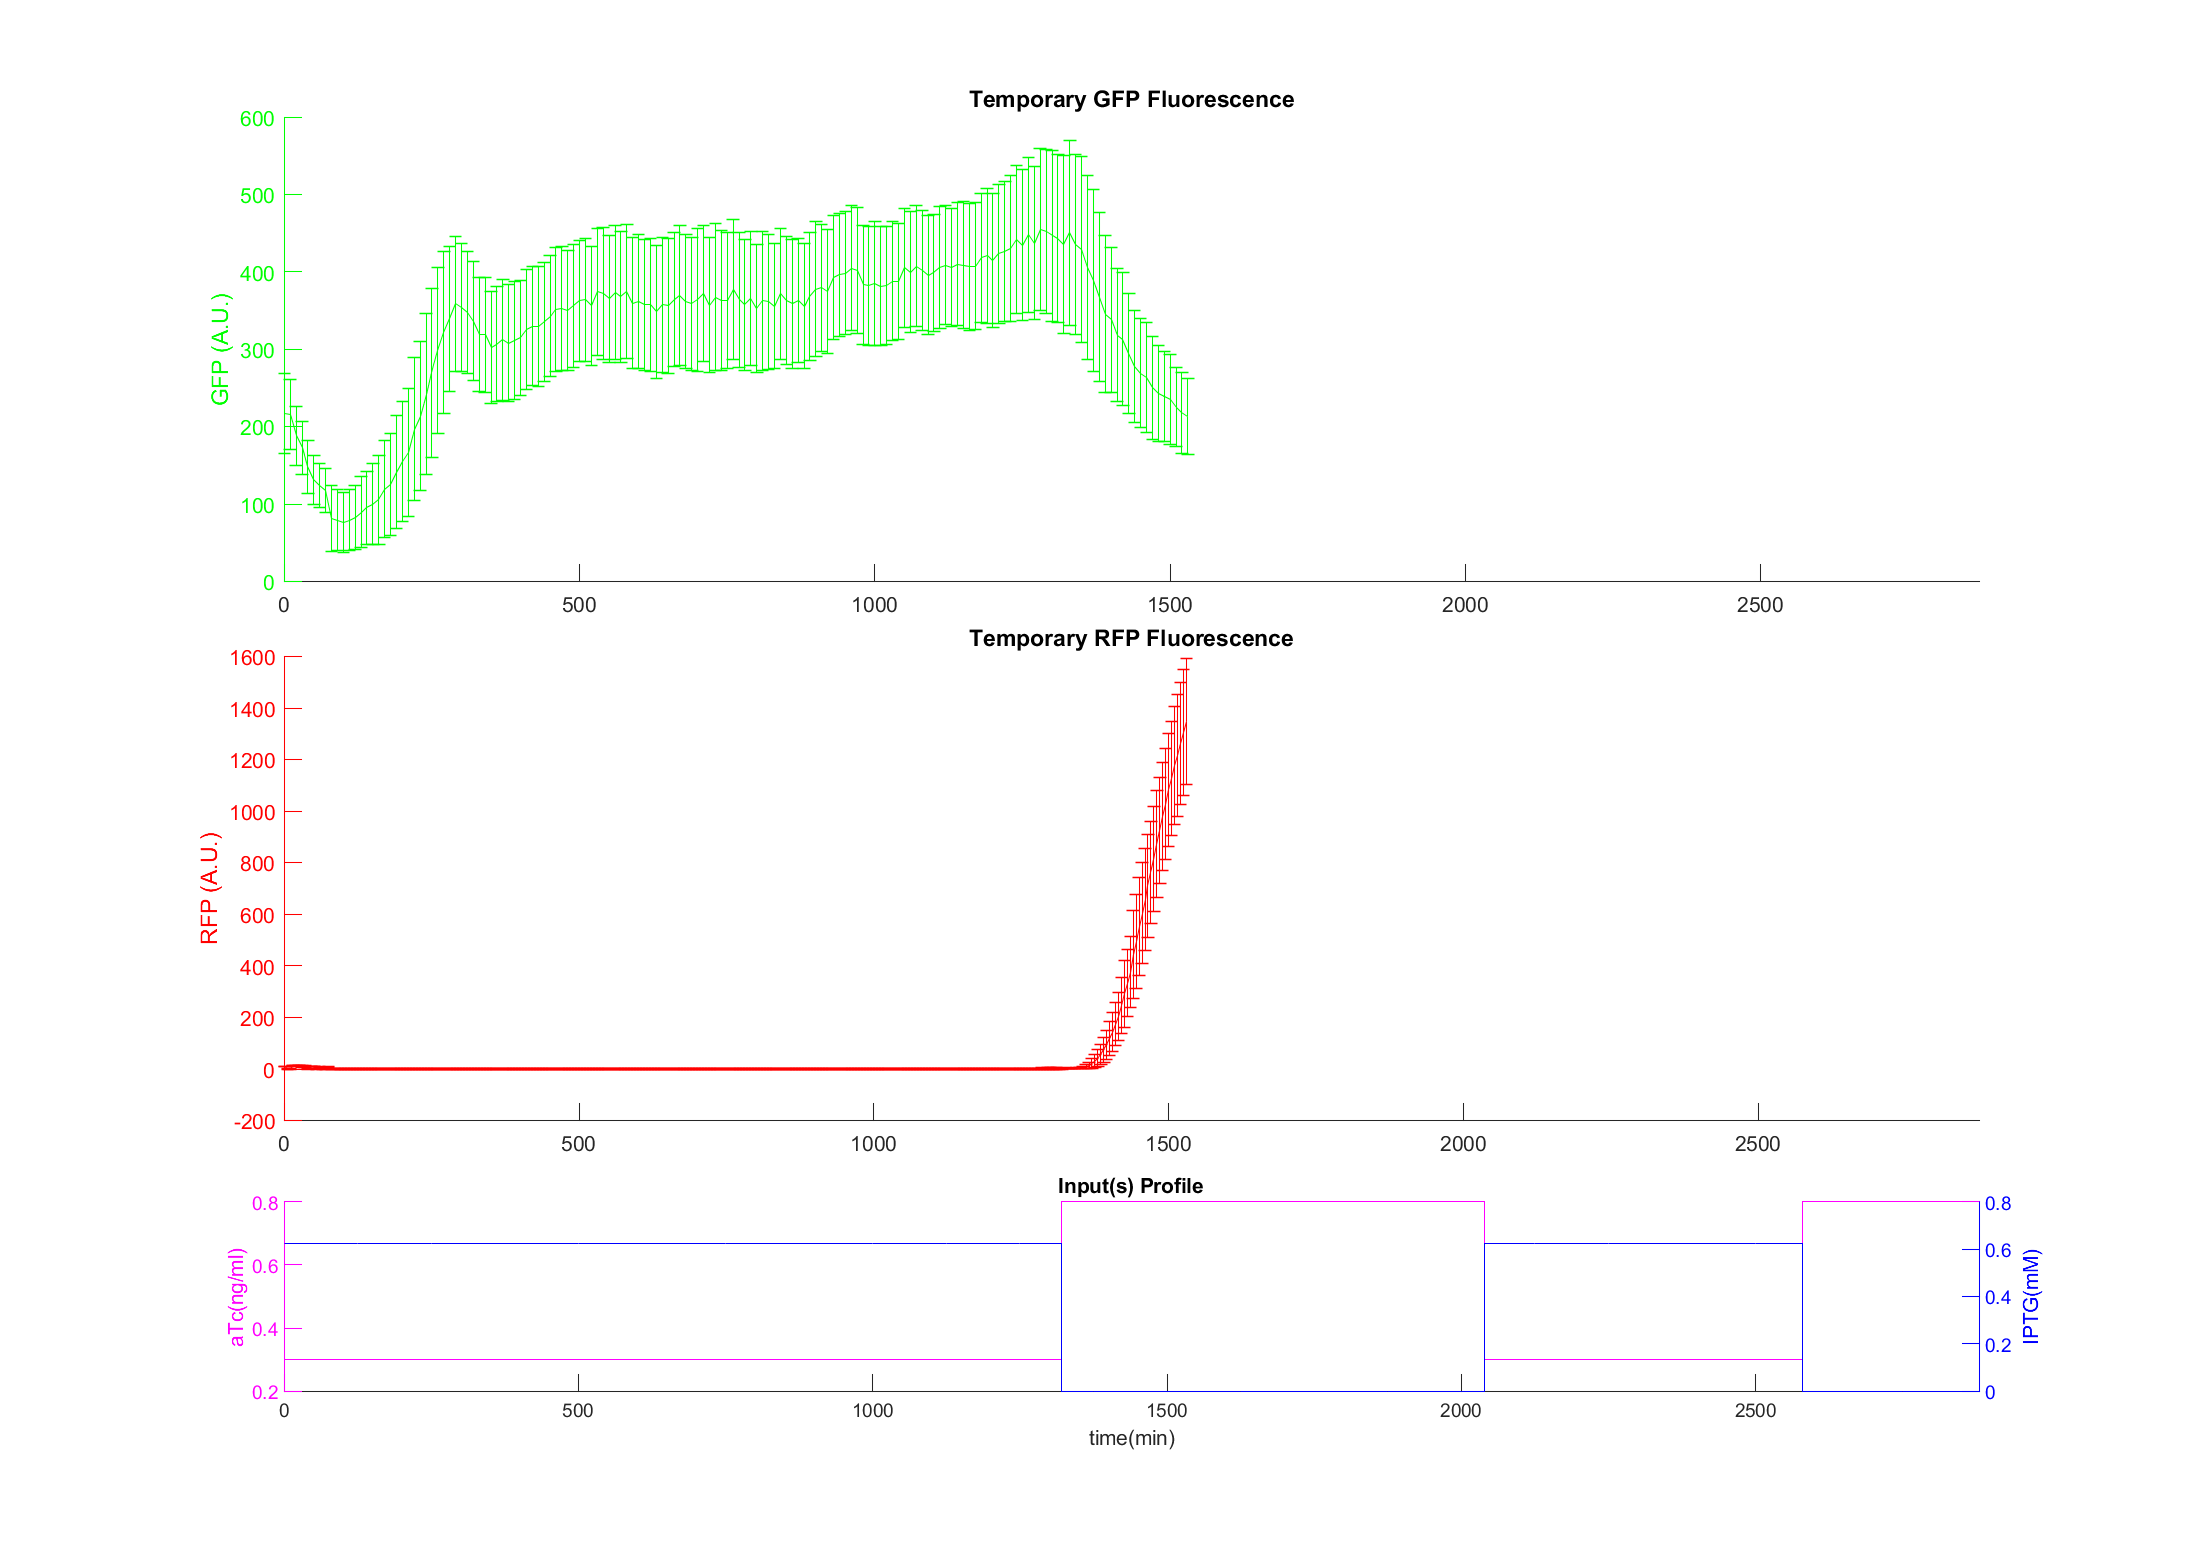 Temporary GFP Fluorescence
600
500
400
300
200
100
0
GFP (A.U.)
0 500 1000 1500 2000 2500
Temporary RFP Fluorescence
1600
1400
1200
1000
800
600
400
200
0
-200
RFP (A.U.)
0 500 1000 1500 2000 2500
Input(s) Profile
0.8
0.6
0.4
0.2
aTc(ng/ml)
0.8
0.6
0.4
0.2
0
IPTG(mM)
0 500 1000 1500 2000 2500
time(min)